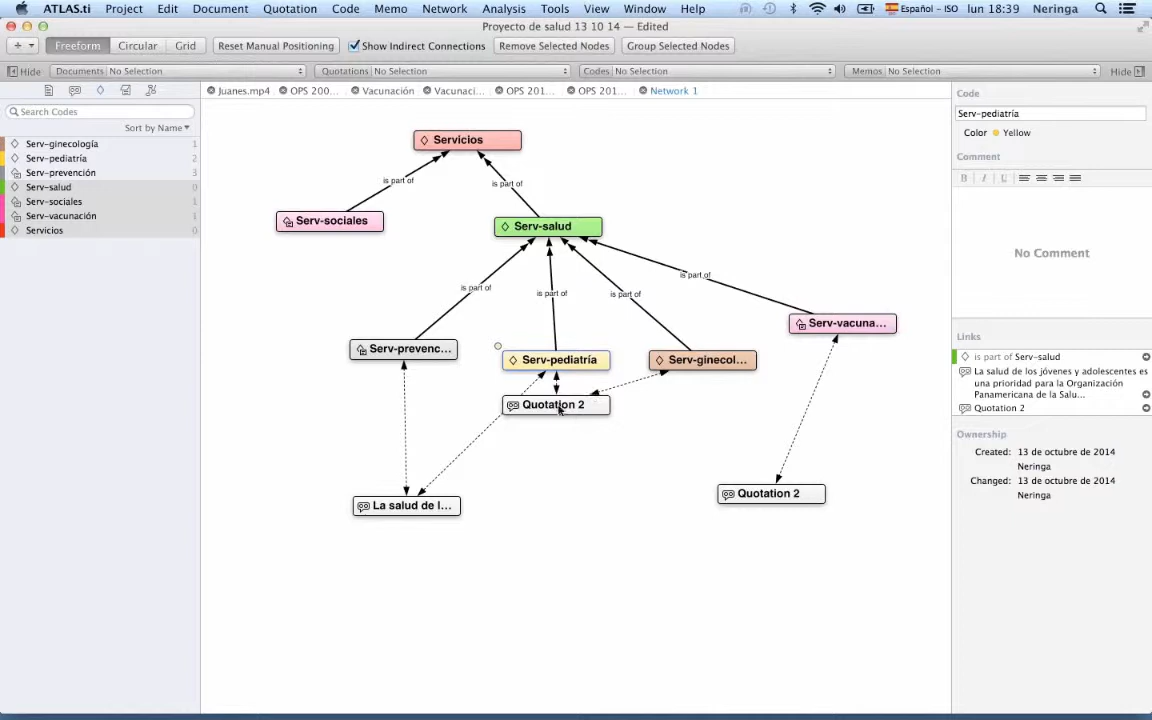 ATLAS.ti Project Edit Document Quotation Code Memo Network Analysis Tools View Window Help Español – ISO lun 18:39 Neringa
Proyecto de salud 13 10 14 — Edited
Freeform Circular Grid Reset Manual Positioning Show Indirect Connections Remove Selected Nodes Group Selected Nodes
Hide Documents No Selection Quotations No Selection Codes No Selection Memos No Selection Hide
Juanes.mp4 OPS 200... Vacunación Vacunaci... OPS 201... OPS 201... Network 1
Search Codes
Sort by Name
Serv-ginecología 1
Serv-pediatría 2
Serv-prevención 3
Serv-salud 0
Serv-sociales 1
Serv-vacunación 1
Servicios 0
Servicios
is part of
is part of
Serv-sociales
Serv-salud
is part of
is part of
is part of
is part of
Serv-vacuna...
Serv-prevenc...
Serv-pediatría
Serv-ginecol...
Quotation 2
La salud de l...
Quotation 2
Code
Serv-pediatría
Color Yellow
Comment
B I U
No Comment
Links
is part of Serv-salud
La salud de los jóvenes y adolescentes es
una prioridad para la Organización
Panamericana de la Salu...
Quotation 2
Ownership
Created: 13 de octubre de 2014
Neringa
Changed: 13 de octubre de 2014
Neringa